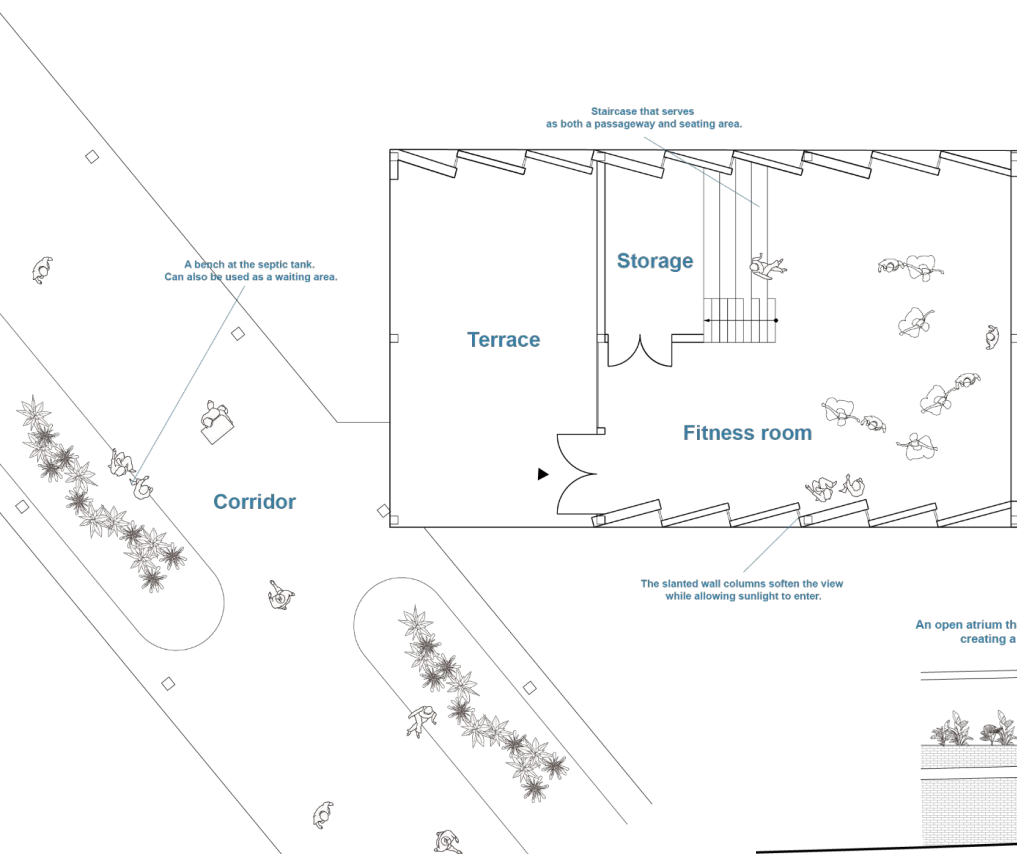 Staircase that serves
as both a passageway and seating area.
A bench at the septic tank.
Can also be used as a waiting area.
Storage
Terrace
Fitness room
Corridor
The slanted wall columns soften the view
while allowing sunlight to enter.
An open atrium th
creating a